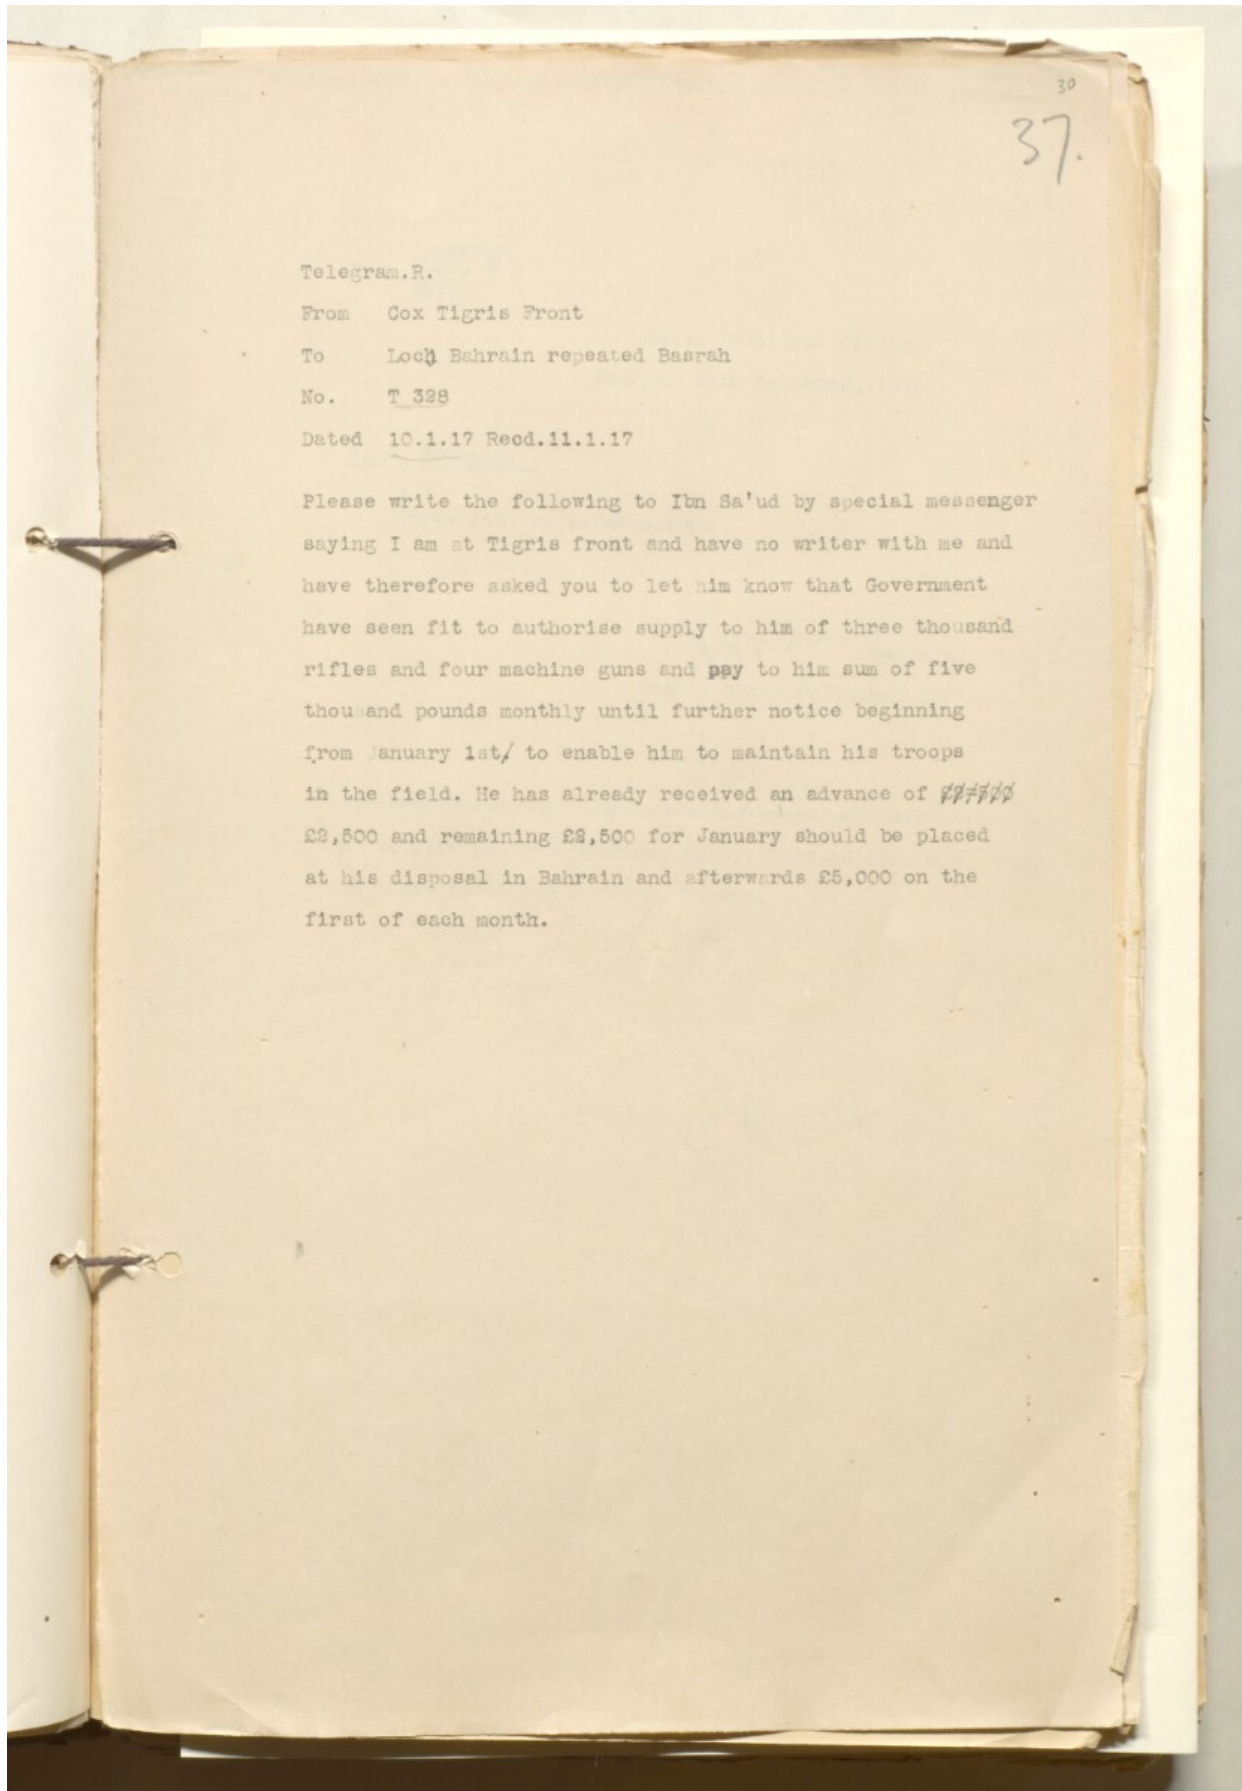 30
37.
Telegram.R.
From Cox Tigris Front
To Loch Bahrain repeated Basrah
No. T 328
Dated 10.1.17 Recd.11.1.17
Please write the following to Ibn Sa'ud by special messenger
saying I am at Tigris front and have no writer with me and
have therefore asked you to let him know that Government
have seen fit to authorise supply to him of three thousand
rifles and four machine guns and pay to him sum of five
thousand pounds monthly until further notice beginning
from January 1st/ to enable him to maintain his troops
in the field. He has already received an advance of
£2,500 and remaining £2,500 for January should be placed
at his disposal in Bahrain and afterwards £5,000 on the
first of each month.